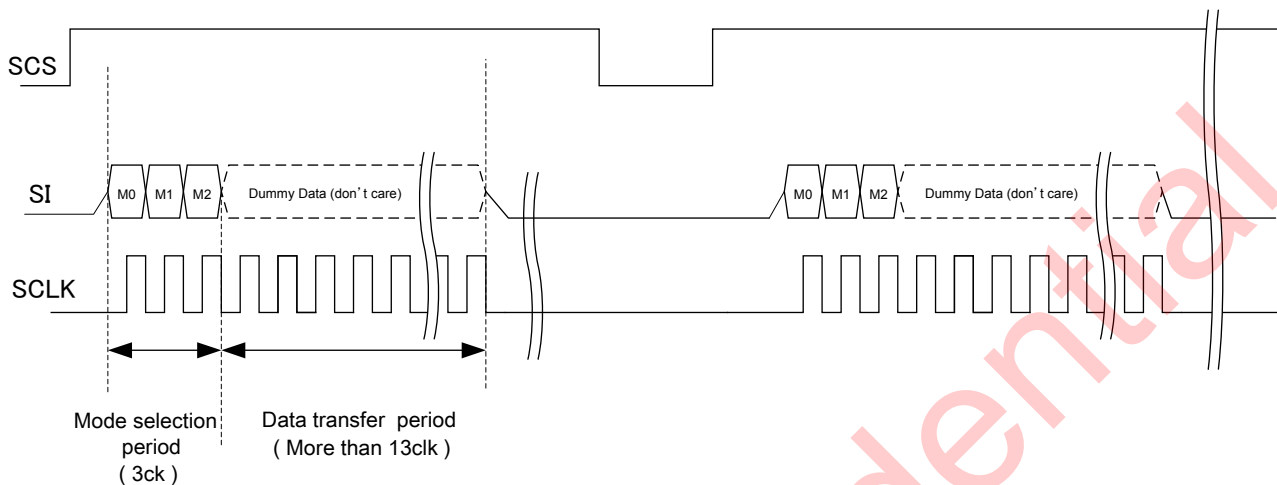 SCS
SI
M0 M1 M2 Dummy Data (don't care)
M0 M1 M2 Dummy Data (don't care)
SCLK
Mode selection
period
( 3ck )
Data transfer period
( More than 13clk )
dential